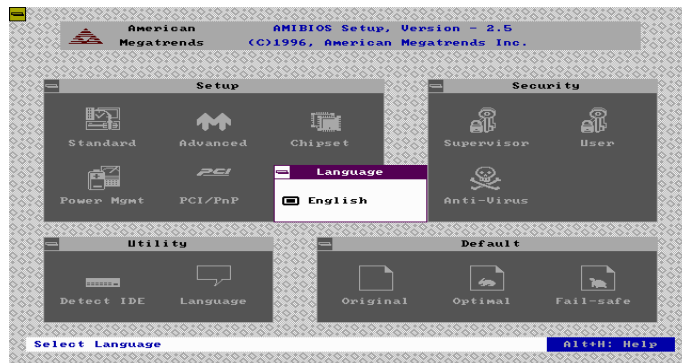 American
Megatrends
AMIBIOS Setup, Version - 2.5
(C)1996, American Megatrends Inc.
Setup
Standard
Advanced
Chipset
Power Mgmt
PCI
PCI/PnP
Security
Supervisor
User
Anti-Virus
Language
English
Utility
Detect IDE
Language
Default
Original
Optimal
Fail-safe
Select Language
Alt+H: Help